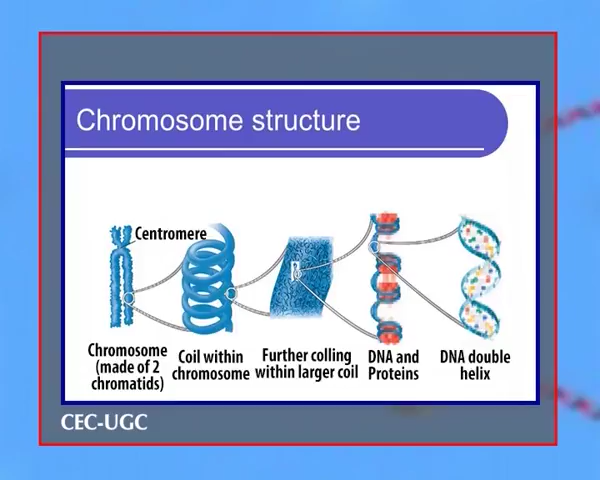 Chromosome structure
Centromere
Chromosome
(made of 2
chromatids)
Coil within
chromosome
Further colling
within larger coil
DNA and
Proteins
DNA double
helix
CEC-UGC